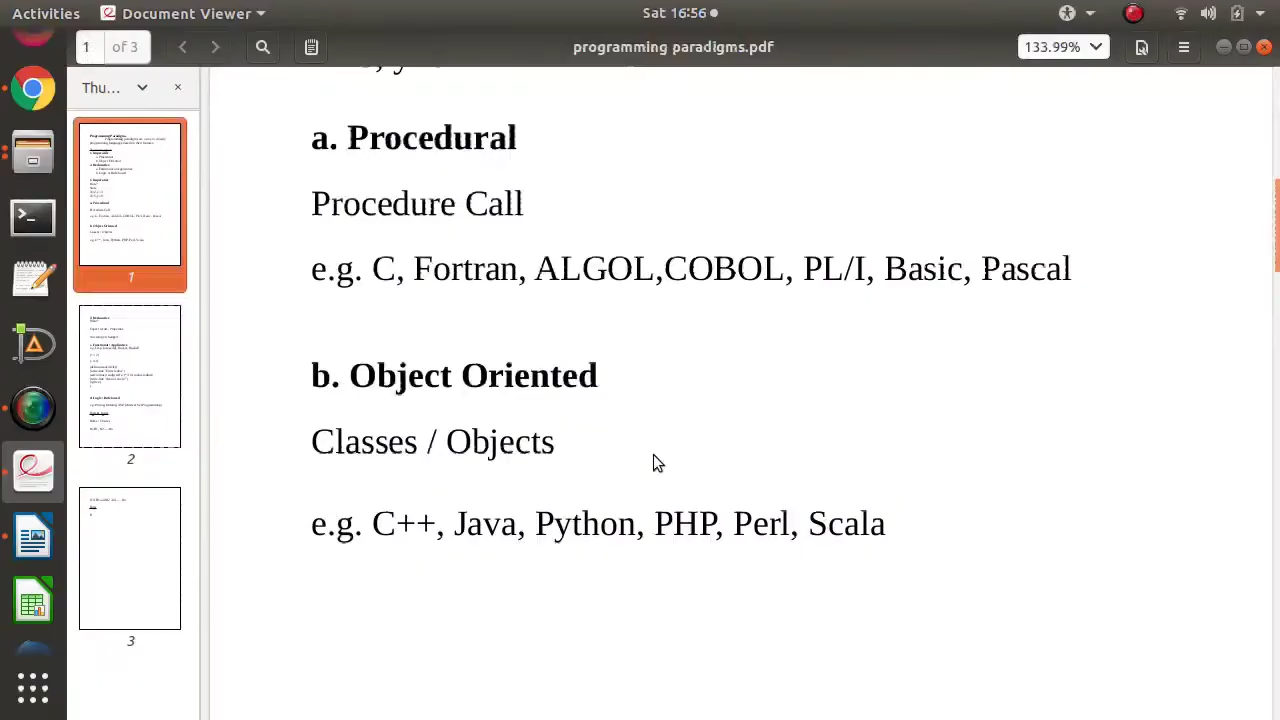 Activities
Document Viewer
Sat 16:56
1 of 3
programming paradigms.pdf
133.99%
Thu...
1
2
3
a. Procedural
Procedure Call
e.g. C, Fortran, ALGOL,COBOL, PL/I, Basic, Pascal
b. Object Oriented
Classes / Objects
e.g. C++, Java, Python, PHP, Perl, Scala